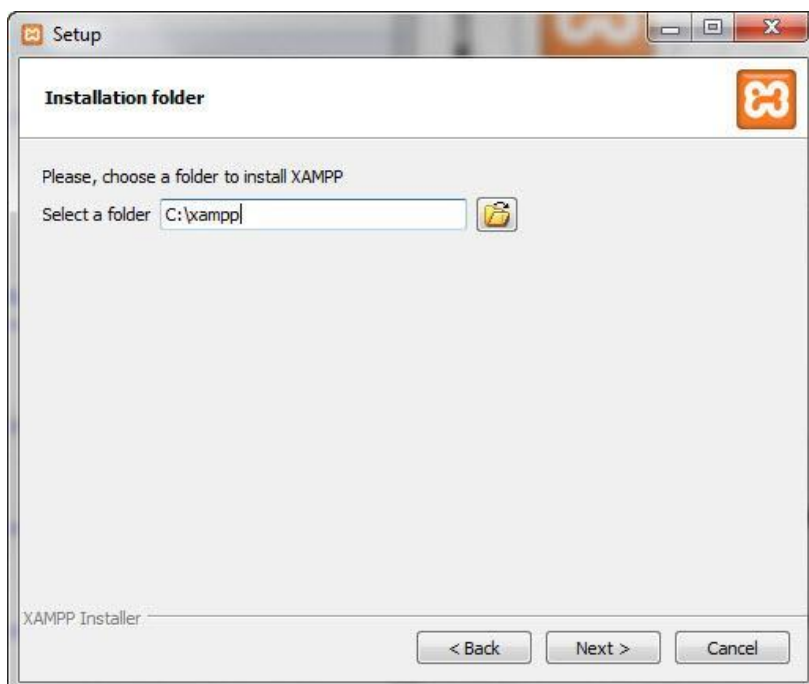 Setup
Installation folder
Please, choose a folder to install XAMPP
Select a folder C:\xampp
XAMPP Installer
< Back Next > Cancel